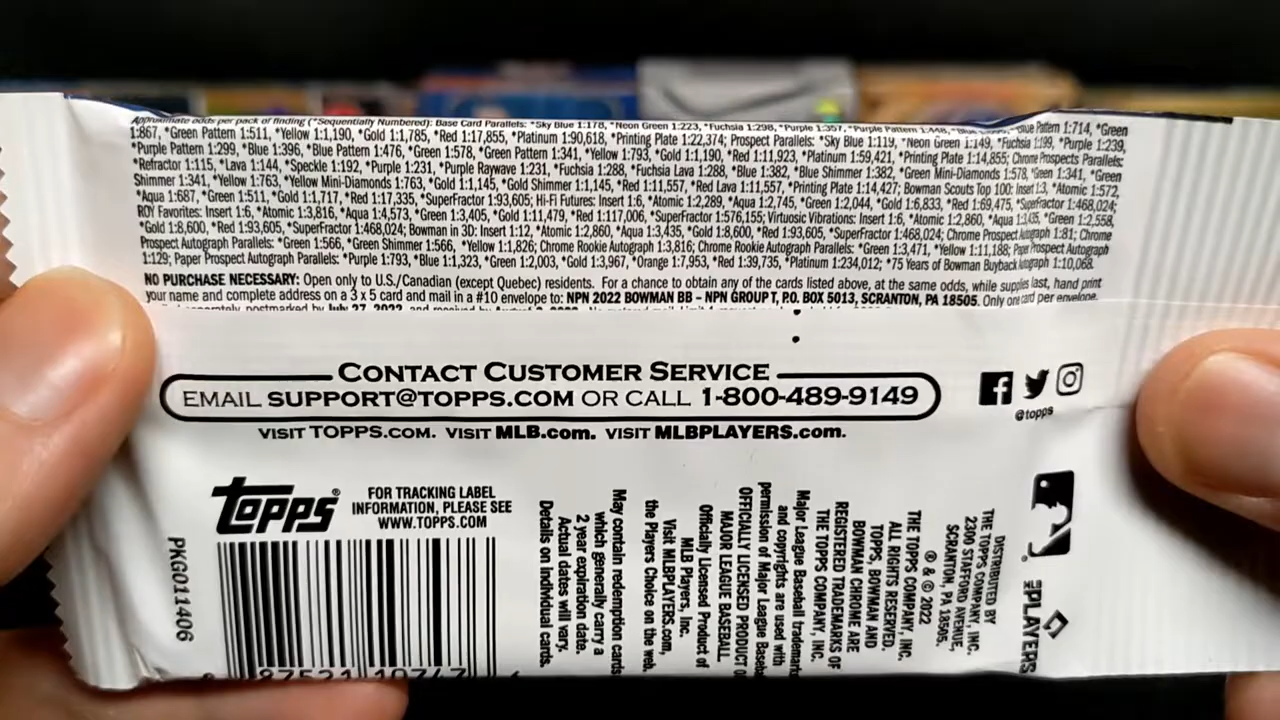 Approximate odds per pack of finding (*Sequentially Numbered): Base Card Parallels: *Sky Blue 1:178, *Neon Green 1:223, *Fuchsia 1:298, *Purple 1:357, *Purple Pattern 1:448, *Blue Pattern 1:714, *Green
1:867, *Green Pattern 1:511, *Yellow 1:1,190, *Gold 1:1,785, *Red 1:17,855, *Platinum 1:90,618, *Printing Plate 1:22,374; Prospect Parallels: *Sky Blue 1:119, *Neon Green 1:149, *Fuchsia 1:99, *Purple 1:239,
*Purple Pattern 1:299, *Blue 1:396, *Blue Pattern 1:476, *Green 1:578, *Green Pattern 1:341, *Yellow 1:793, *Gold 1:1,190, *Red 1:11,923, *Platinum 1:59,421, *Printing Plate 1:14,855; Chrome Prospects Parallels:
*Refractor 1:115, *Lava 1:144, *Speckle 1:192, *Purple 1:231, *Purple Raywave 1:231, *Fuchsia 1:288, *Fuchsia Lava 1:288, *Blue 1:382, *Blue Shimmer 1:382, *Green Mini-Diamonds 1:578, *Green 1:341, *Green
Shimmer 1:341, *Yellow 1:763, *Yellow Mini-Diamonds 1:763, *Gold 1:1,145, *Gold Shimmer 1:1,145, *Red 1:11,557, *Red Lava 1:11,557, *Printing Plate 1:14,427; Bowman Scouts Top 100: Insert 1:3, *Atomic 1:572,
*Aqua 1:687, *Green 1:511, *Gold 1:1,717, *Red 1:17,335, *SuperFractor 1:93,605; Hi-Fi Futures: Insert 1:6, *Atomic 1:2,289, *Aqua 1:2,745, *Green 1:2,044, *Gold 1:6,833, *Red 1:69,475, *SuperFractor 1:468,024;
ROY Favorites: Insert 1:6, *Atomic 1:3,816, *Aqua 1:4,573, *Green 1:3,405, *Gold 1:11,479, *Red 1:117,006, *SuperFractor 1:576,155; Virtuosic Vibrations: Insert 1:6, *Atomic 1:2,860, *Aqua 1:3,435, *Green 1:2,558,
*Gold 1:8,600, *Red 1:93,605, *SuperFractor 1:468,024; Bowman in 3D: Insert 1:12, *Atomic 1:2,860, *Aqua 1:3,435, *Gold 1:8,600, *Red 1:93,605, *SuperFractor 1:468,024; Chrome Prospect Autograph 1:81; Chrome
Prospect Autograph Parallels: *Green 1:566, *Green Shimmer 1:566, *Yellow 1:1,826; Chrome Rookie Autograph 1:3,816; Chrome Rookie Autograph Parallels: *Green 1:3,471, *Yellow 1:11,188; Paper Prospect Autograph
1:129; Paper Prospect Autograph Parallels: *Purple 1:793, *Blue 1:1,323, *Green 1:2,003, *Gold 1:3,967, *Orange 1:7,953, *Red 1:39,735, *Platinum 1:234,012; *75 Years of Bowman Buyback Autograph 1:10,068.
NO PURCHASE NECESSARY: Open only to U.S./Canadian (except Quebec) residents. For a chance to obtain any of the cards listed above, at the same odds, while supplies last, hand print
your name and complete address on a 3 x 5 card and mail in a #10 envelope to: NPN 2022 BOWMAN BB – NPN GROUP T, P.O. BOX 5013, SCRANTON, PA 18505. Only one card per envelope,
postmarked by July 27, 2022, and received by
CONTACT CUSTOMER SERVICE
EMAIL SUPPORT@TOPPS.COM OR CALL 1-800-489-9149
VISIT TOPPS.COM. VISIT MLB.com. VISIT MLBPLAYERS.com.
@topps
topps®
FOR TRACKING LABEL
INFORMATION, PLEASE SEE
WWW.TOPPS.COM
PKG011406
87521 10747
DISTRIBUTED BY
THE TOPPS COMPANY, INC.
2300 STAFFORD AVENUE,
SCRANTON, PA 18505.
® & © 2022
THE TOPPS COMPANY, INC.
ALL RIGHTS RESERVED.
TOPPS, BOWMAN AND
BOWMAN CHROME ARE
REGISTERED TRADEMARKS OF
THE TOPPS COMPANY, INC.
Major League Baseball
and copyrights are used with
permission of Major League
OFFICIALLY LICENSED PRODUCT
MAJOR LEAGUE BASEBALL
Officially Licensed Product of
MLB Players, Inc.
Visit MLBPLAYERS.com,
the Players Choice on the web.
May contain redemption cards
which generally carry a
2 year expiration date.
Actual dates will vary.
Details on individual cards.
PLAYERS